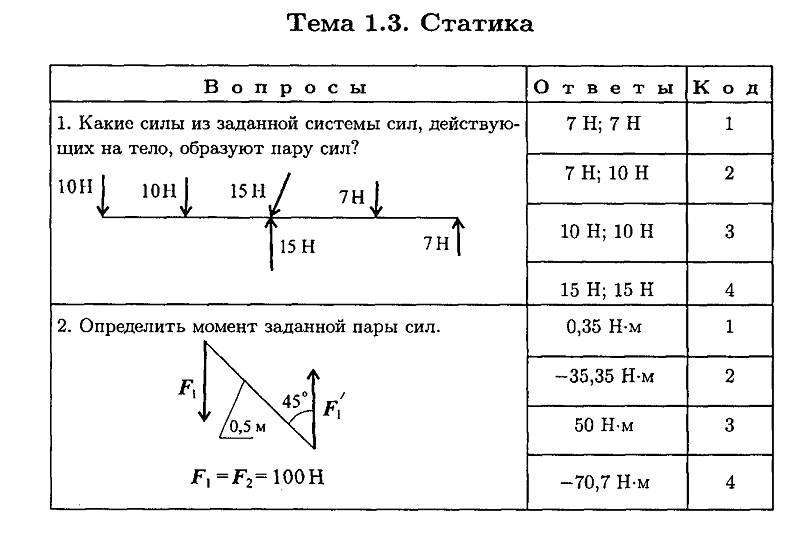 Тема 1.3. Статика
Вопросы Ответы Код
1. Какие силы из заданной системы сил, действую-
щих на тело, образуют пару сил?
10Н 10Н 15Н 7Н
15 Н 7Н
7 Н; 7 Н 1
7 Н; 10 Н 2
10 Н; 10 Н 3
15 Н; 15 Н 4
2. Определить момент заданной пары сил.
F₁ 45° F₁′
0,5 м
F₁ = F₂ = 100 Н
0,35 Н·м 1
−35,35 Н·м 2
50 Н·м 3
−70,7 Н·м 4